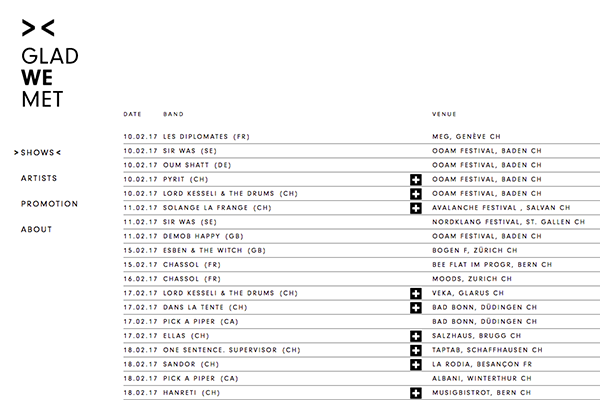 > <
GLAD
WE
MET
DATE BAND VENUE
>SHOWS<
ARTISTS
PROMOTION
ABOUT
10.02.17 LES DIPLOMATES (FR) MEG, GENÈVE CH
10.02.17 SIR WAS (SE) OOAM FESTIVAL, BADEN CH
10.02.17 OUM SHATT (DE) OOAM FESTIVAL, BADEN CH
10.02.17 PYRIT (CH) + OOAM FESTIVAL, BADEN CH
10.02.17 LORD KESSELI & THE DRUMS (CH) + OOAM FESTIVAL, BADEN CH
11.02.17 SOLANGE LA FRANGE (CH) + AVALANCHE FESTIVAL , SALVAN CH
11.02.17 SIR WAS (SE) NORDKLANG FESTIVAL, ST. GALLEN CH
11.02.17 DEMOB HAPPY (GB) OOAM FESTIVAL, BADEN CH
15.02.17 ESBEN & THE WITCH (GB) BOGEN F, ZÜRICH CH
15.02.17 CHASSOL (FR) BEE FLAT IM PROGR, BERN CH
16.02.17 CHASSOL (FR) MOODS, ZURICH CH
17.02.17 LORD KESSELI & THE DRUMS (CH) + VEKA, GLARUS CH
17.02.17 DANS LA TENTE (CH) + BAD BONN, DÜDINGEN CH
17.02.17 PICK A PIPER (CA) BAD BONN, DÜDINGEN CH
17.02.17 ELLAS (CH) + SALZHAUS, BRUGG CH
18.02.17 ONE SENTENCE. SUPERVISOR (CH) + TAPTAB, SCHAFFHAUSEN CH
18.02.17 SANDOR (CH) + LA RODIA, BESANÇON FR
18.02.17 PICK A PIPER (CA) ALBANI, WINTERTHUR CH
18.02.17 HANRETI (CH) + MUSIGBISTROT, BERN CH